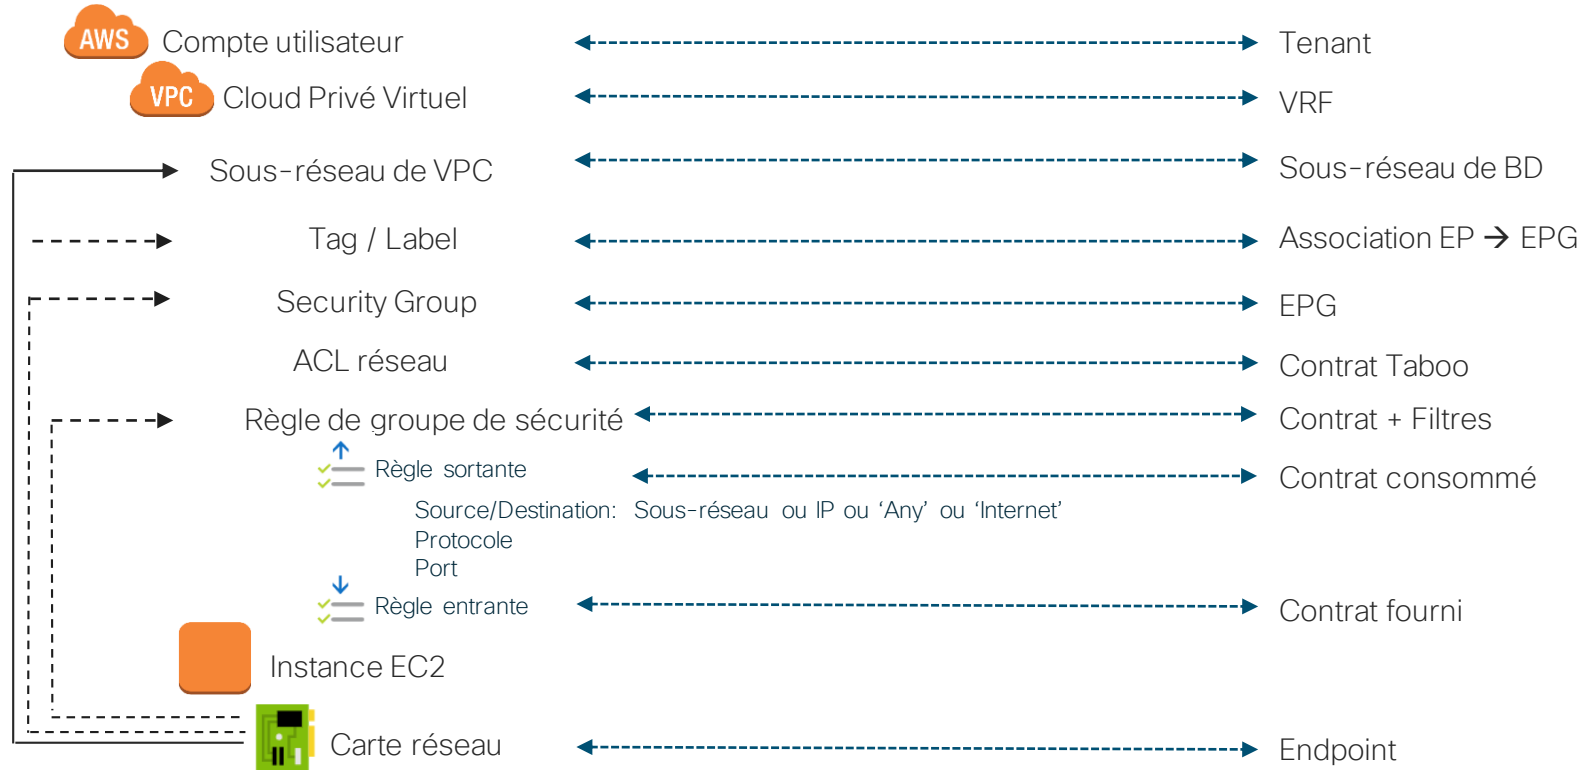 AWS Compte utilisateur Tenant
VPC Cloud Privé Virtuel VRF
Sous-réseau de VPC Sous-réseau de BD
Tag / Label Association EP → EPG
Security Group EPG
ACL réseau Contrat Taboo
Règle de groupe de sécurité Contrat + Filtres
Règle sortante Contrat consommé
Source/Destination: Sous-réseau ou IP ou ‘Any’ ou ‘Internet’
Protocole
Port
Règle entrante Contrat fourni
Instance EC2
Carte réseau Endpoint